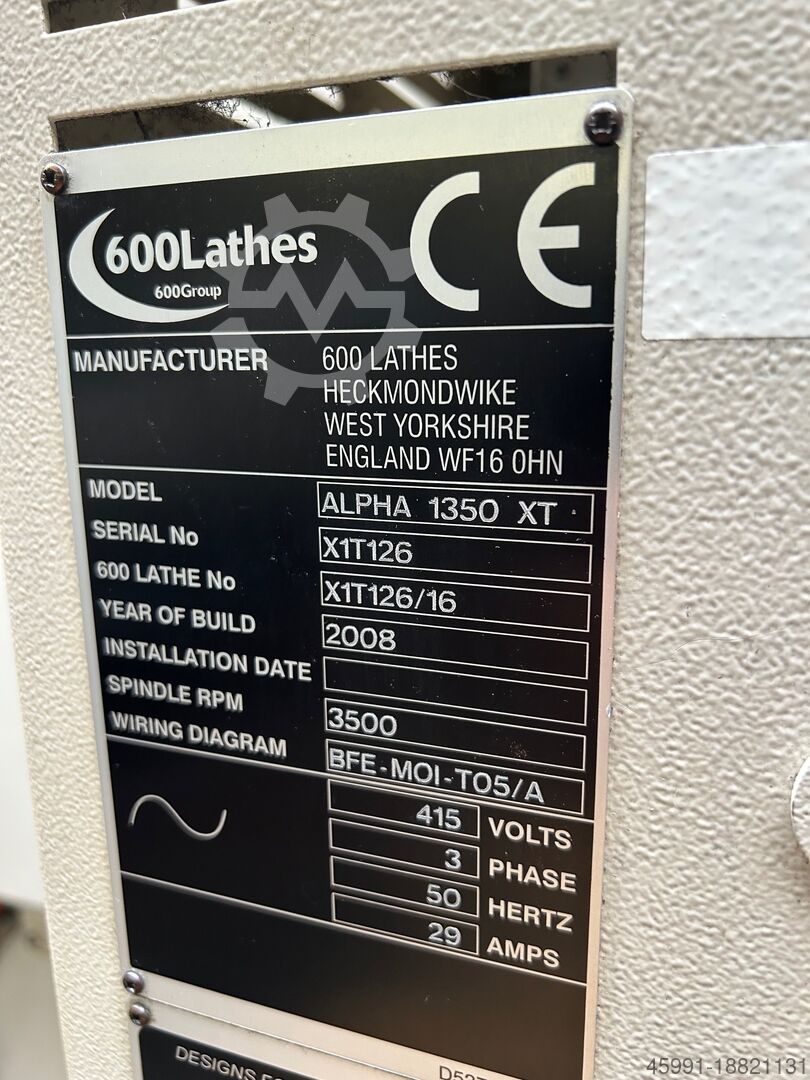 600Lathes
600Group
CE
MANUFACTURER 600 LATHES
HECKMONDWIKE
WEST YORKSHIRE
ENGLAND WF16 0HN
MODEL ALPHA 1350 XT
SERIAL No X1T126
600 LATHE No X1T126/16
YEAR OF BUILD 2008
INSTALLATION DATE
SPINDLE RPM 3500
WIRING DIAGRAM BFE-MOI-TO5/A
415 VOLTS
3 PHASE
50 HERTZ
29 AMPS
DESIGNS
45991-18821131